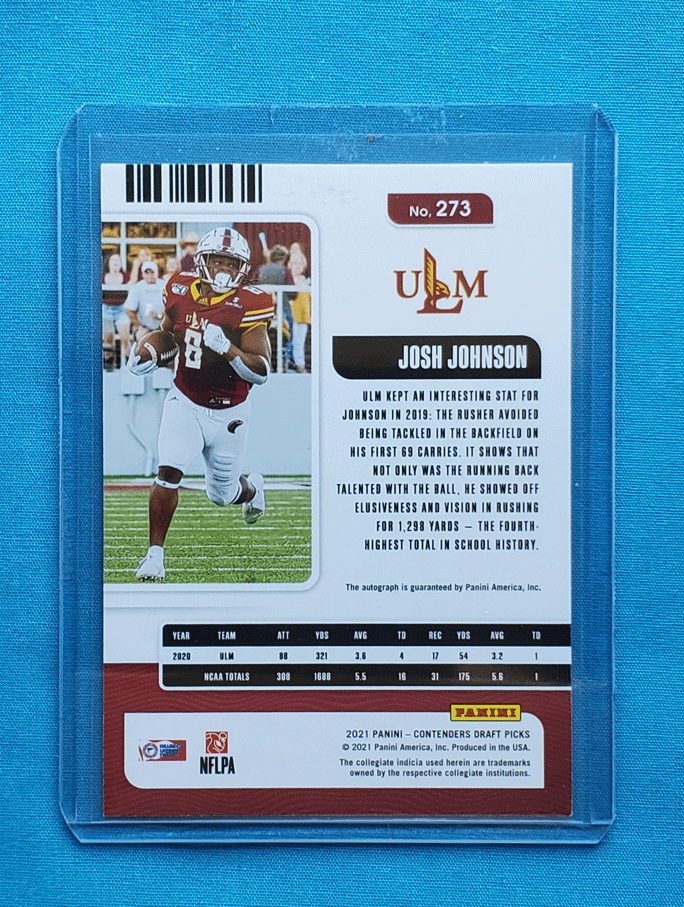 No. 273
ULM
ULM
8
JOSH JOHNSON
ULM KEPT AN INTERESTING STAT FOR
JOHNSON IN 2019: THE RUSHER AVOIDED
BEING TACKLED IN THE BACKFIELD ON
HIS FIRST 69 CARRIES. IT SHOWS THAT
NOT ONLY WAS THE RUNNING BACK
TALENTED WITH THE BALL, HE SHOWED OFF
ELUSIVENESS AND VISION IN RUSHING
FOR 1,298 YARDS — THE FOURTH-
HIGHEST TOTAL IN SCHOOL HISTORY.
The autograph is guaranteed by Panini America, Inc.
YEAR TEAM ATT YDS AVG TD REC YDS AVG TD
2020 ULM 88 321 3.6 4 17 54 3.2 1
NCAA TOTALS 308 1688 5.5 16 31 175 5.6 1
PANINI
2021 PANINI – CONTENDERS DRAFT PICKS
© 2021 Panini America, Inc. Produced in the USA.
The collegiate indicia used herein are trademarks
owned by the respective collegiate institutions.
NFLPA